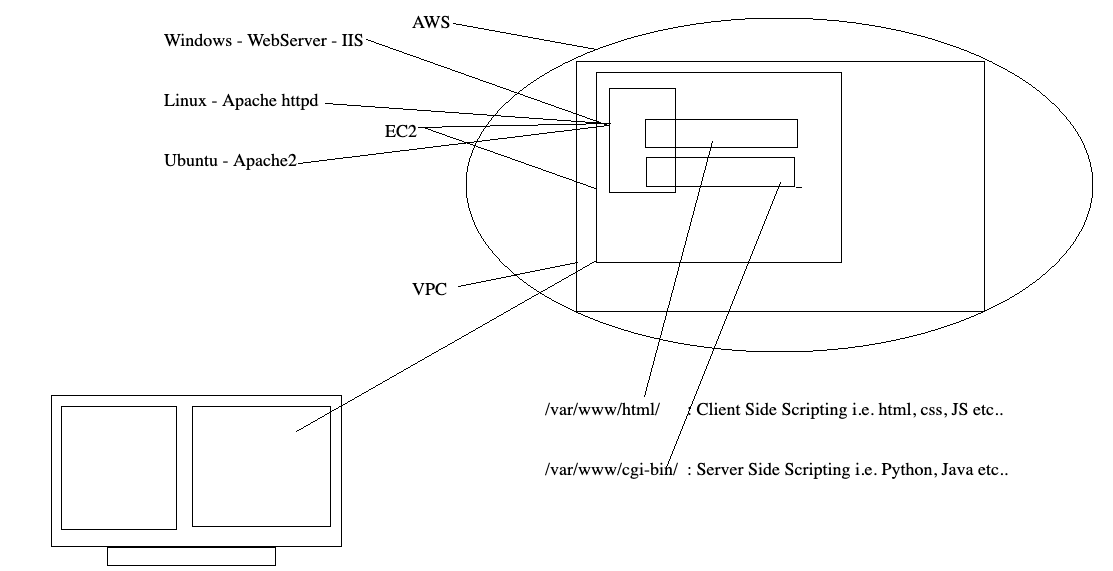 AWS
Windows - WebServer - IIS
Linux - Apache httpd
EC2
Ubuntu - Apache2
VPC
/var/www/html/ : Client Side Scripting i.e. html, css, JS etc..
/var/www/cgi-bin/ : Server Side Scripting i.e. Python, Java etc..